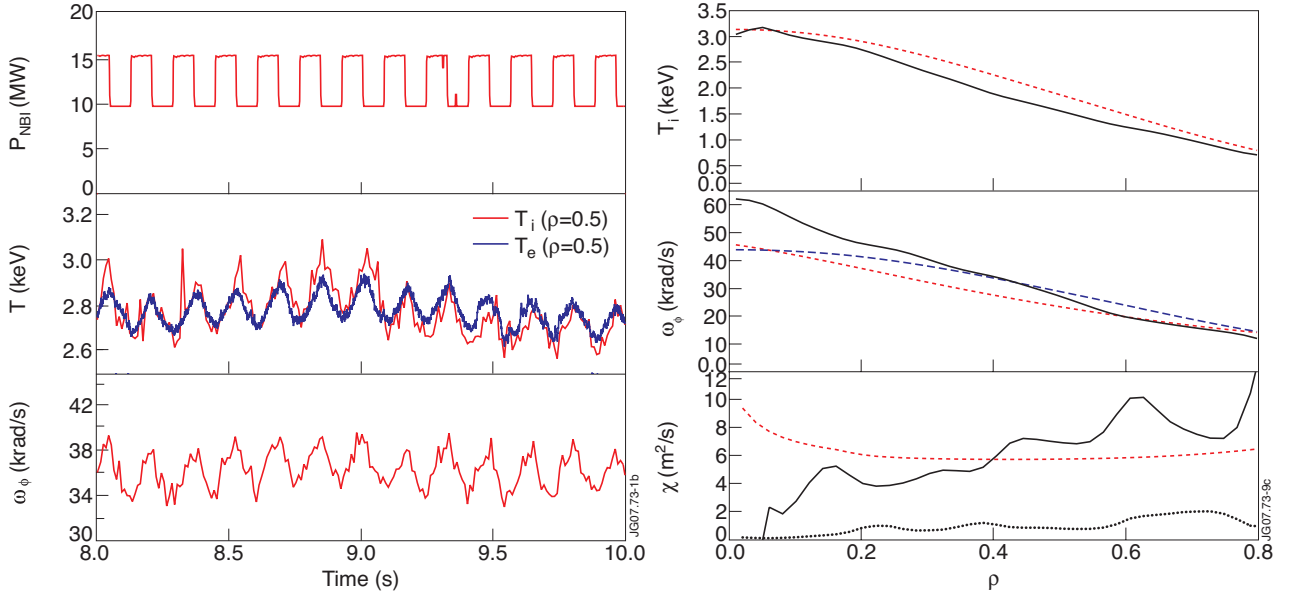 P_NBI (MW)
20
15
10
5
0
T (keV)
3.2
3.0
2.8
2.6
T_i (ρ=0.5)
T_e (ρ=0.5)
ω_ϕ (krad/s)
42
38
34
30
8.0 8.5 9.0 9.5 10.0
Time (s)
JG07.73-1b
T_i (keV)
3.5
3.0
2.5
2.0
1.5
1.0
0.5
0.0
ω_ϕ (krad/s)
60
50
40
30
20
10
0.0
χ (m²/s)
12
10
8
6
4
2
0
0.0 0.2 0.4 0.6 0.8
ρ
JG07.73-9c